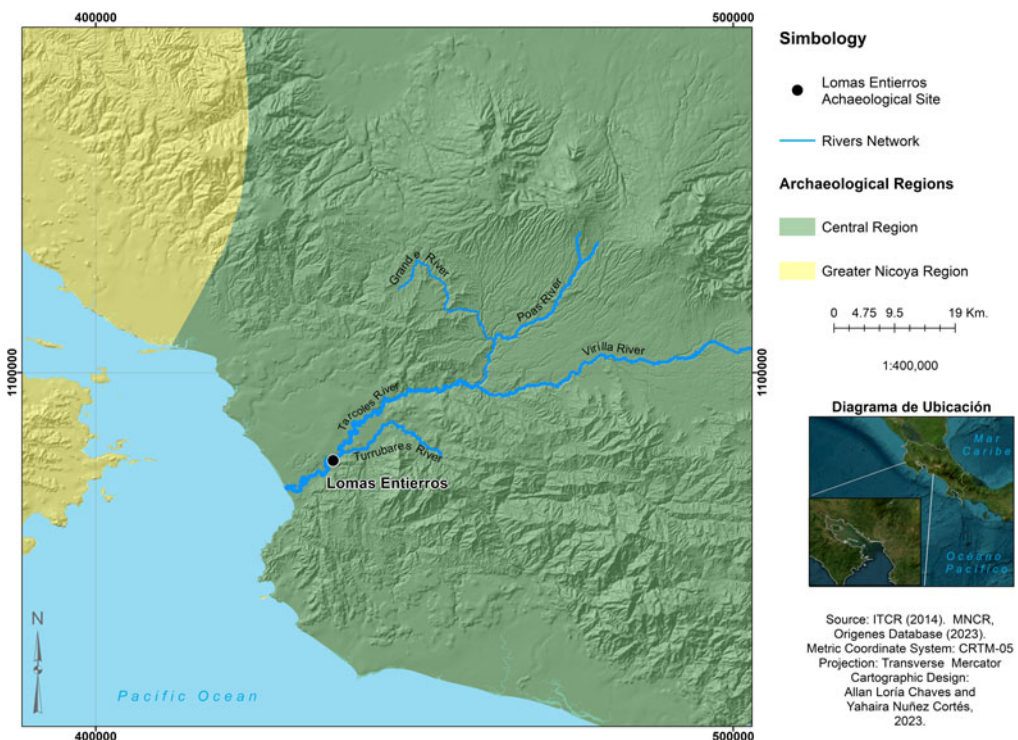 400000
500000
1100000
1100000
400000
500000
Grande River
Poas River
Virilla River
Tarcoles River
Turrubares River
Lomas Entierros
N
Pacific Ocean
Simbology
Lomas Entierros
Achaeological Site
Rivers Network
Archaeological Regions
Central Region
Greater Nicoya Region
0 4.75 9.5 19 Km.
1:400,000
Diagrama de Ubicación
Mar
Caribe
Océano
Pacífico
Source: ITCR (2014). MNCR,
Origenes Database (2023).
Metric Coordinate System: CRTM-05
Projection: Transverse Mercator
Cartographic Design:
Allan Loría Chaves and
Yahaira Nuñez Cortés,
2023.